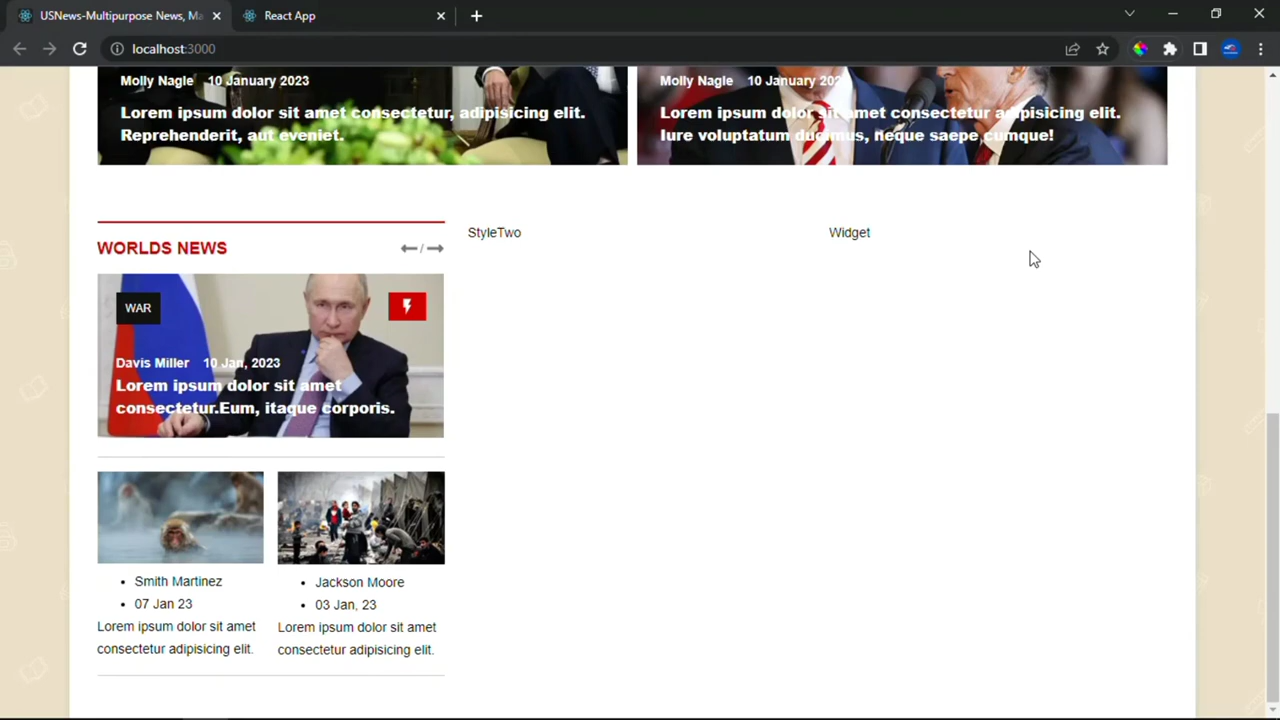 USNews-Multipurpose News, Ma
React App
localhost:3000
Molly Nagle 10 January 2023
Lorem ipsum dolor sit amet consectetur, adipisicing elit.
Reprehenderit, aut eveniet.
Molly Nagle 10 January 2023
Lorem ipsum dolor sit amet consectetur adipisicing elit.
Iure voluptatum ducimus, neque saepe cumque!
WORLDS NEWS
/
WAR
Davis Miller 10 Jan, 2023
Lorem ipsum dolor sit amet
consectetur.Eum, itaque corporis.
Smith Martinez
07 Jan 23
Lorem ipsum dolor sit amet
consectetur adipisicing elit.
Jackson Moore
03 Jan, 23
Lorem ipsum dolor sit amet
consectetur adipisicing elit.
StyleTwo
Widget